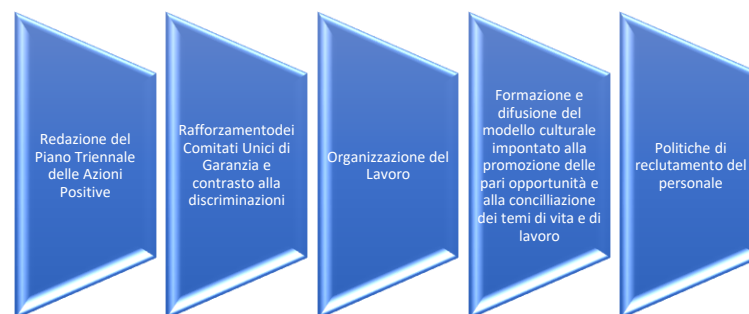 Redazione del
Piano Triennale
delle Azioni
Positive
Rafforzamentodei
Comitati Unici di
Garanzia e
contrasto alla
discriminazioni
Organizzazione del
Lavoro
Formazione e
difusione del
modello culturale
impontato alla
promozione delle
pari opportunità e
alla concilliazione
dei temi di vita e di
lavoro
Politiche di
reclutamento del
personale